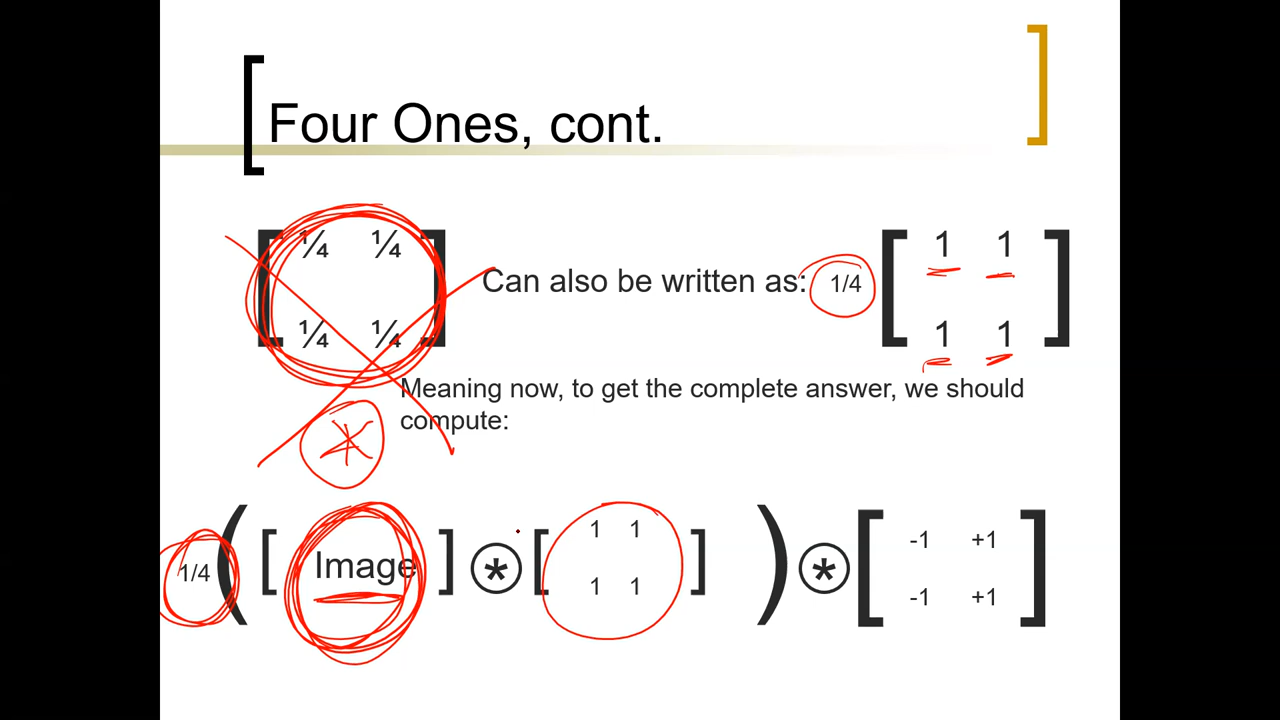 Four Ones, cont.
[ ¼ ¼
¼ ¼ ]
Can also be written as: 1/4
[ 1 1
1 1 ]
Meaning now, to get the complete answer, we should
compute:
*
1/4 ( [ Image ] ⊛ [ 1 1
1 1 ] ) ⊛ [ -1 +1
-1 +1 ]